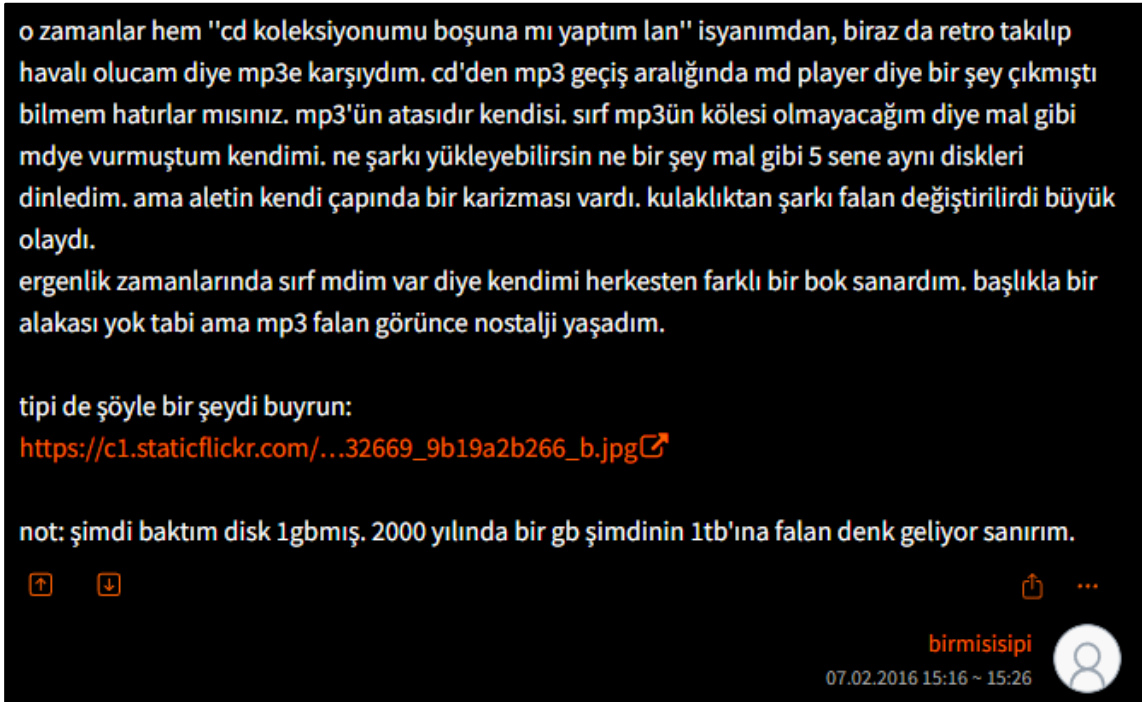 o zamanlar hem ''cd koleksiyonumu boşuna mı yaptım lan'' isyanımdan, biraz da retro takılıp
havalı olucam diye mp3e karşıydım. cd'den mp3 geçiş aralığında md player diye bir şey çıkmıştı
bilmem hatırlar mısınız. mp3'ün atasıdır kendisi. sırf mp3ün kölesi olmayacağım diye mal gibi
mdye vurmuştum kendimi. ne şarkı yükleyebilirsin ne bir şey mal gibi 5 sene aynı diskleri
dinledim. ama aletin kendi çapında bir karizması vardı. kulaklıktan şarkı falan değiştirilirdi büyük
olaydı.
ergenlik zamanlarında sırf mdim var diye kendimi herkesten farklı bir bok sanardım. başlıkla bir
alakası yok tabi ama mp3 falan görünce nostalji yaşadım.
tipi de şöyle bir şeydi buyrun:
https://c1.staticflickr.com/…32669_9b19a2b266_b.jpg
not: şimdi baktım disk 1gbmış. 2000 yılında bir gb şimdinin 1tb'ına falan denk geliyor sanırım.
birmisisipi
07.02.2016 15:16 ~ 15:26